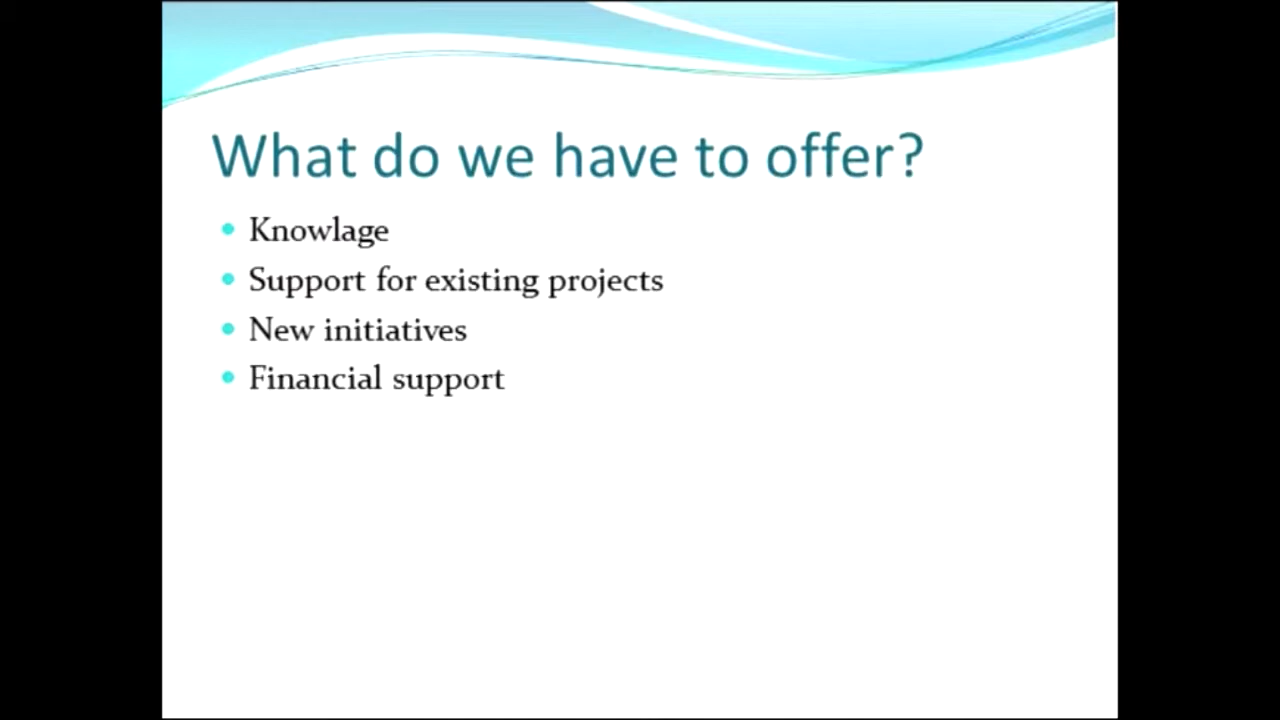 What do we have to offer?
Knowlage
Support for existing projects
New initiatives
Financial support